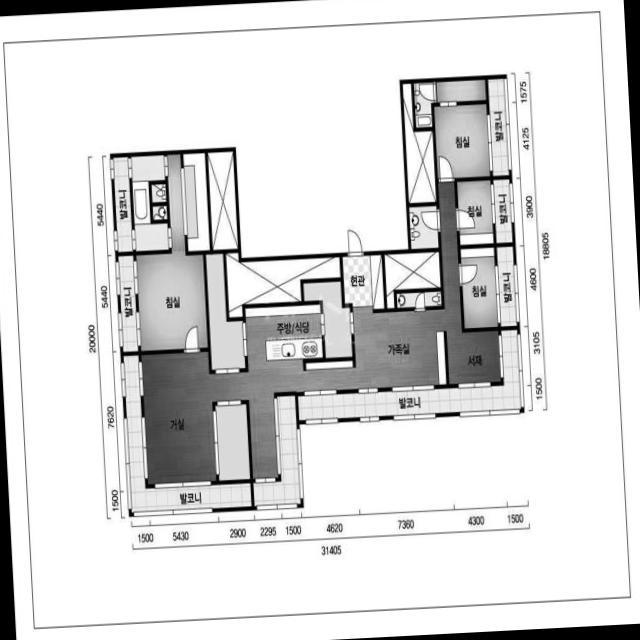 1575
침실
발코니
4125
발코니
5440
침실
발코니
3900
18805
현관
침실
발코니
4600
발코니
5440
침실
주방/식당
가족실
서재
3105
20000
1500
발코니
7620
거실
1500
발코니
1500
5430
2900
2295
1500
4620
7360
4300
1500
31405